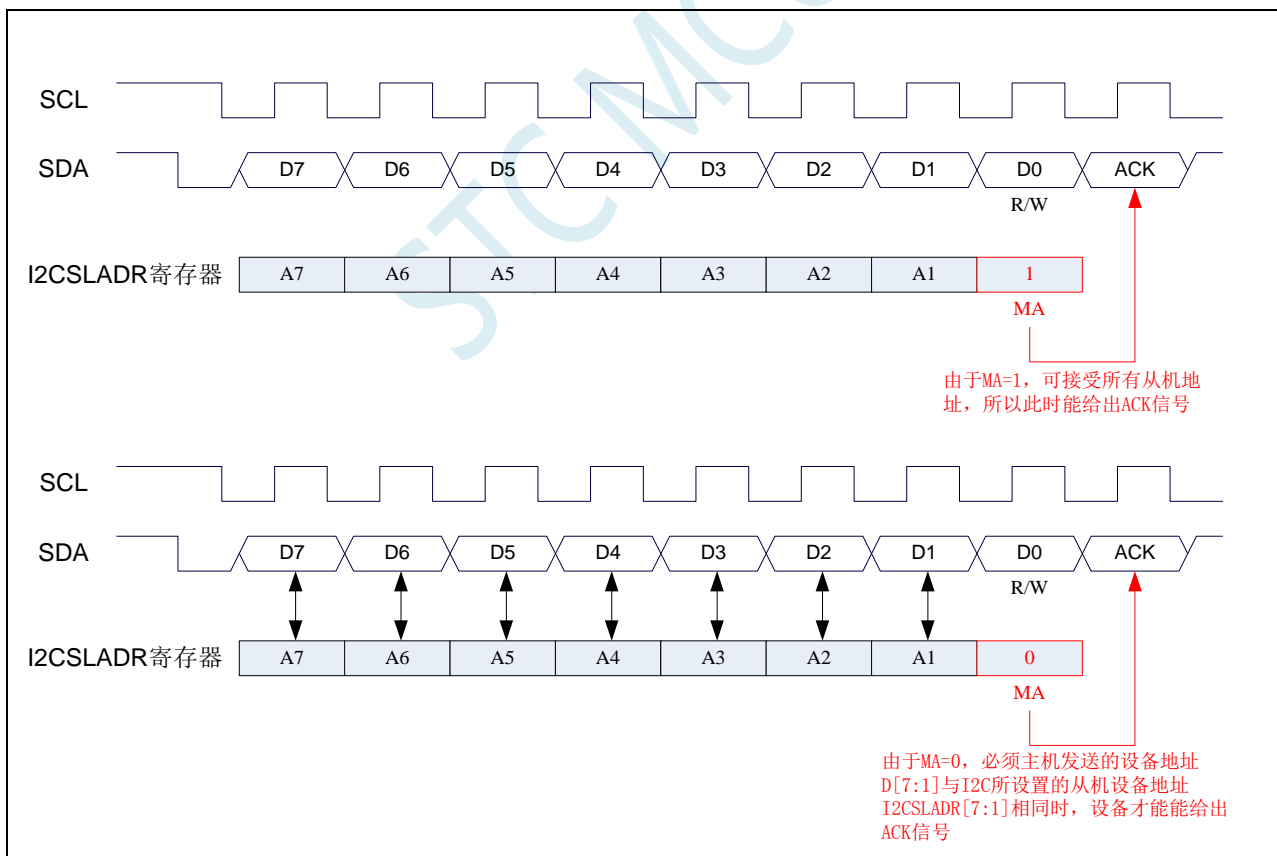 STC MC
SCL
SDA D7 D6 D5 D4 D3 D2 D1 D0 ACK
R/W
I2CSLADR寄存器 A7 A6 A5 A4 A3 A2 A1 1
MA
由于MA=1，可接受所有从机地
址，所以此时能给出ACK信号
SCL
SDA D7 D6 D5 D4 D3 D2 D1 D0 ACK
R/W
I2CSLADR寄存器 A7 A6 A5 A4 A3 A2 A1 0
MA
由于MA=0，必须主机发送的设备地址
D[7:1]与I2C所设置的从机设备地址
I2CSLADR[7:1]相同时，设备才能能给出
ACK信号